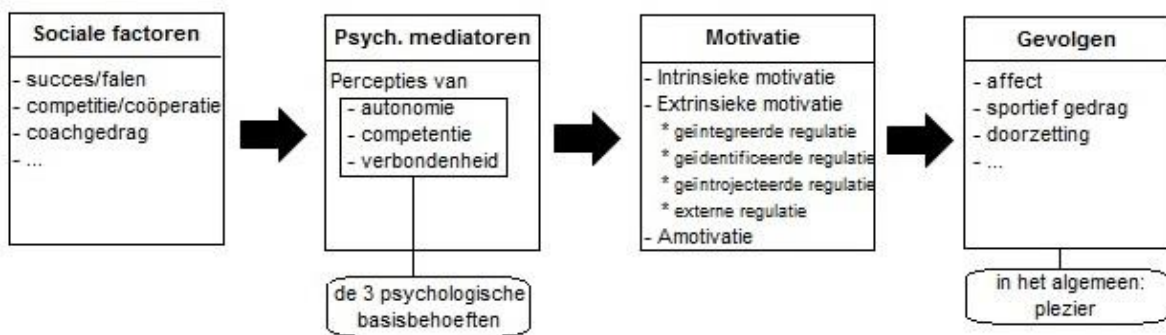 Sociale factoren
- succes/falen
- competitie/coöperatie
- coachgedrag
- ...
Psych. mediatoren
Percepties van
- autonomie
- competentie
- verbondenheid
de 3 psychologische
basisbehoeften
Motivatie
- Intrinsieke motivatie
- Extrinsieke motivatie
* geïntegreerde regulatie
* geïdentificeerde regulatie
* geïntrojecteerde regulatie
* externe regulatie
- Amotivatie
Gevolgen
- affect
- sportief gedrag
- doorzetting
- ...
in het algemeen:
plezier